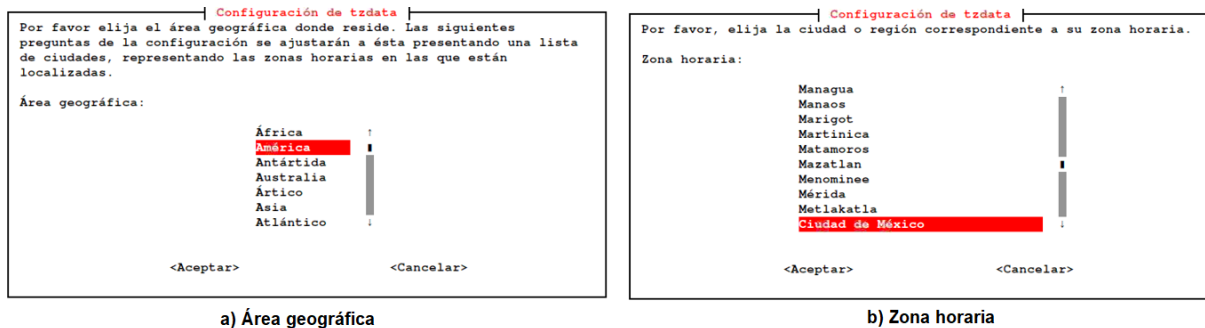 Configuración de tzdata
Por favor elija el área geográfica donde reside. Las siguientes
preguntas de la configuración se ajustarán a ésta presentando una lista
de ciudades, representando las zonas horarias en las que están
localizadas.
Área geográfica:
África
América
Antártida
Australia
Ártico
Asia
Atlántico
<Aceptar> <Cancelar>
a) Área geográfica
Configuración de tzdata
Por favor, elija la ciudad o región correspondiente a su zona horaria.
Zona horaria:
Managua
Manaos
Marigot
Martinica
Matamoros
Mazatlan
Menominee
Mérida
Metlakatla
Ciudad de México
<Aceptar> <Cancelar>
b) Zona horaria